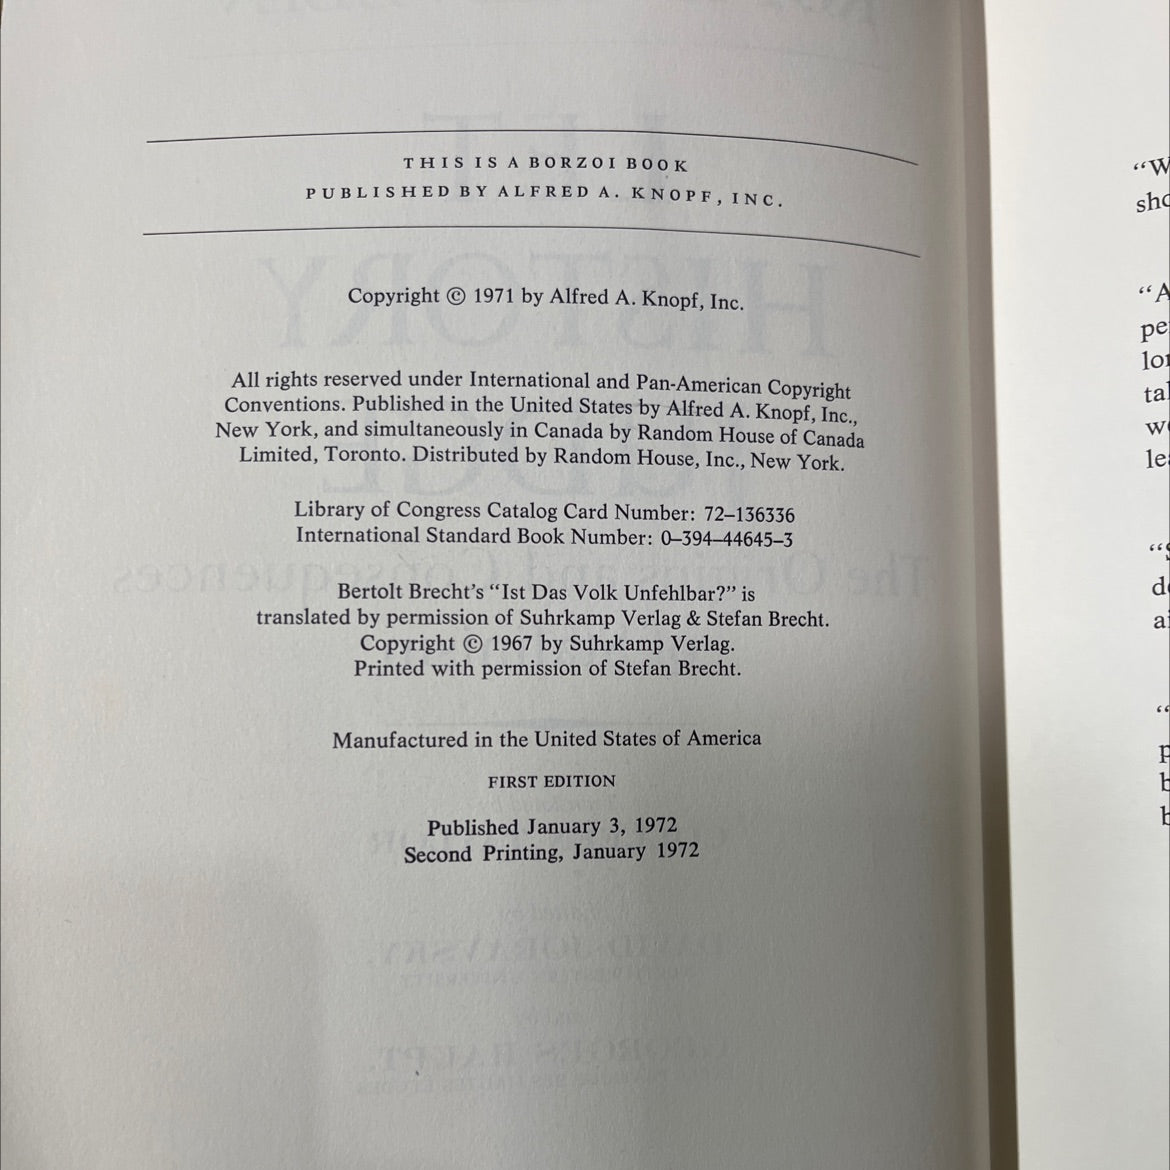 THIS IS A BORZOI BOOK
PUBLISHED BY ALFRED A. KNOPF, INC.
Copyright © 1971 by Alfred A. Knopf, Inc.
All rights reserved under International and Pan-American Copyright
Conventions. Published in the United States by Alfred A. Knopf, Inc.,
New York, and simultaneously in Canada by Random House of Canada
Limited, Toronto. Distributed by Random House, Inc., New York.
Library of Congress Catalog Card Number: 72–136336
International Standard Book Number: 0–394–44645–3
Bertolt Brecht's “Ist Das Volk Unfehlbar?” is
translated by permission of Suhrkamp Verlag & Stefan Brecht.
Copyright © 1967 by Suhrkamp Verlag.
Printed with permission of Stefan Brecht.
Manufactured in the United States of America
FIRST EDITION
Published January 3, 1972
Second Printing, January 1972